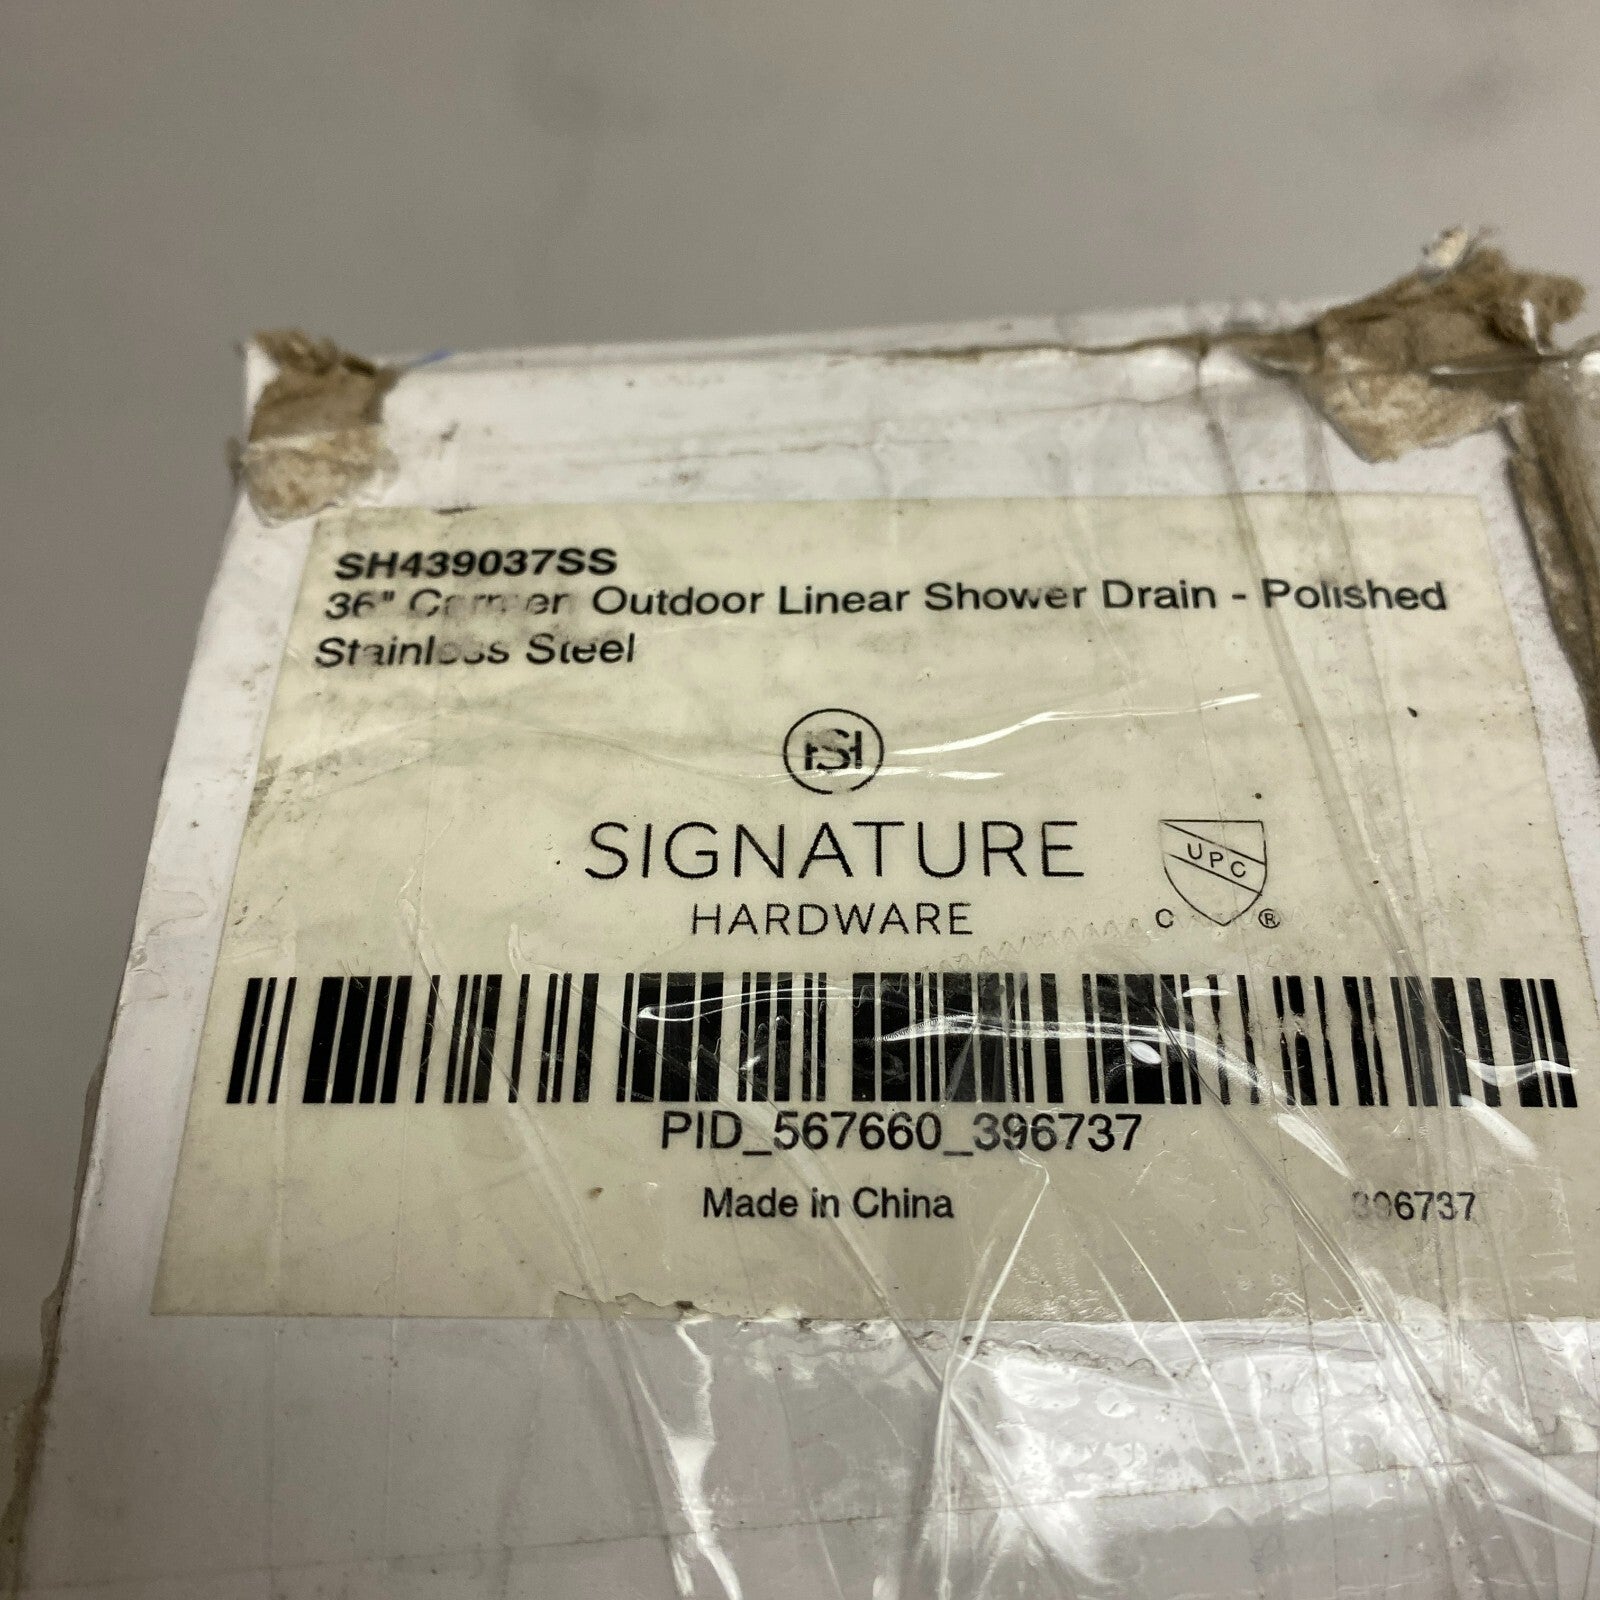 SH439037SS
36" Outdoor Linear Shower Drain - Polished
Stainless Steel
SIGNATURE
HARDWARE
UPC
C ®
PID_567660_396737
Made in China
396737